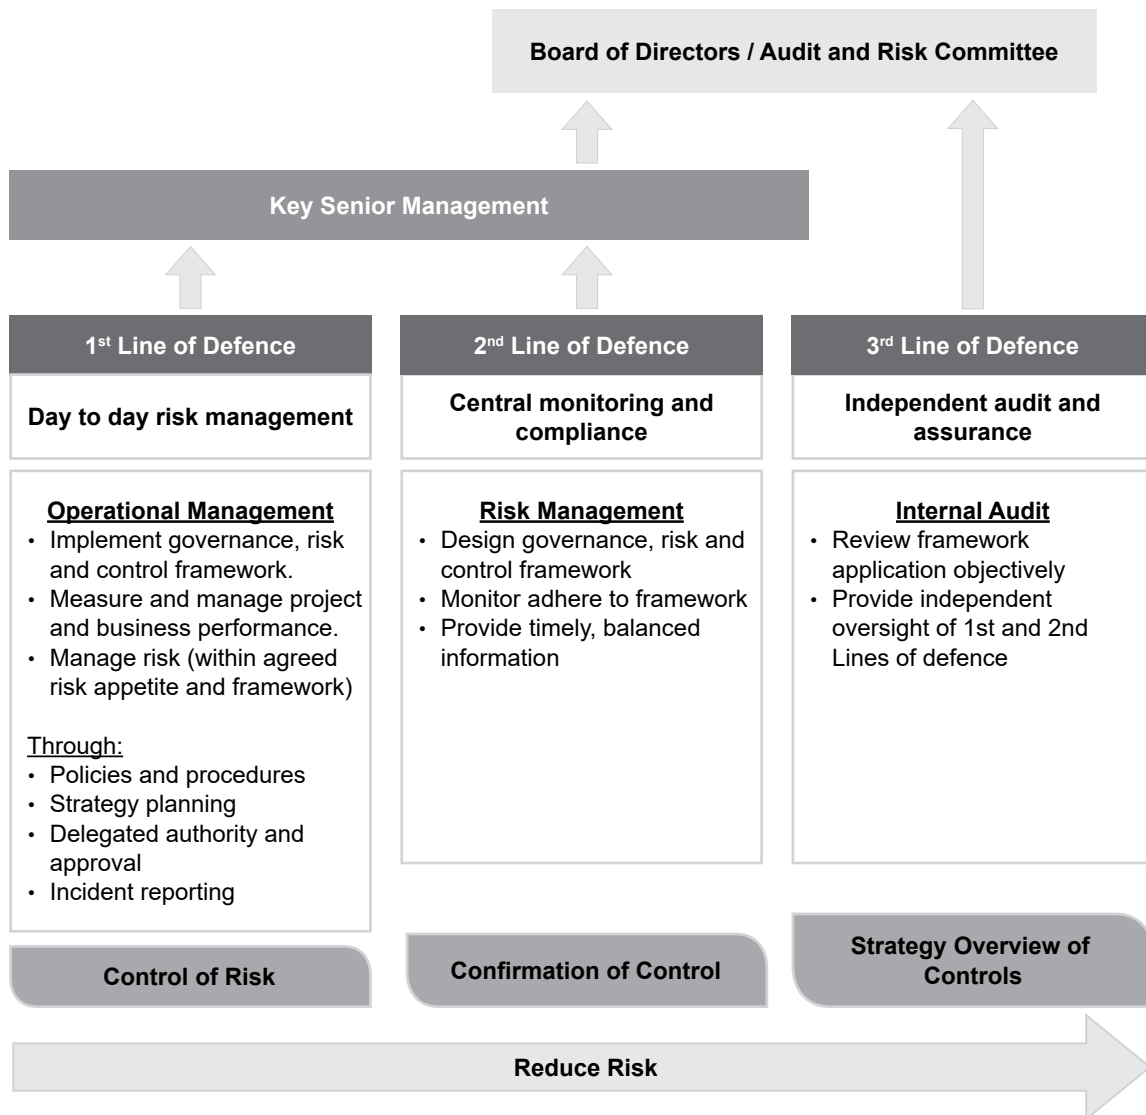 Board of Directors / Audit and Risk Committee
Key Senior Management
1st Line of Defence
Day to day risk management
Operational Management
• Implement governance, risk
and control framework.
• Measure and manage project
and business performance.
• Manage risk (within agreed
risk appetite and framework)
Through:
• Policies and procedures
• Strategy planning
• Delegated authority and
approval
• Incident reporting
Control of Risk
2nd Line of Defence
Central monitoring and
compliance
Risk Management
• Design governance, risk and
control framework
• Monitor adhere to framework
• Provide timely, balanced
information
Confirmation of Control
3rd Line of Defence
Independent audit and
assurance
Internal Audit
• Review framework
application objectively
• Provide independent
oversight of 1st and 2nd
Lines of defence
Strategy Overview of
Controls
Reduce Risk